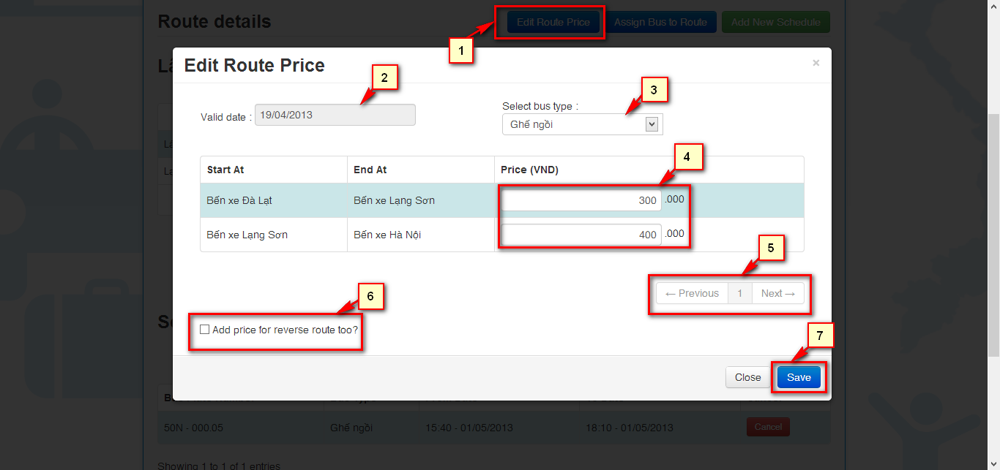 Route details
Edit Route Price
Assign Bus to Route
Add New Schedule
1
Edit Route Price
×
2
3
Valid date :
19/04/2013
Select bus type :
Ghế ngồi
4
Start At
End At
Price (VND)
Bến xe Đà Lạt
Bến xe Lạng Sơn
300
.000
Bến xe Lạng Sơn
Bến xe Hà Nội
400
.000
5
← Previous
1
Next →
6
Add price for reverse route too?
7
Close
Save
50N - 000.05
Ghế ngồi
15:40 - 01/05/2013
18:10 - 01/05/2013
Cancel
Showing 1 to 1 of 1 entries